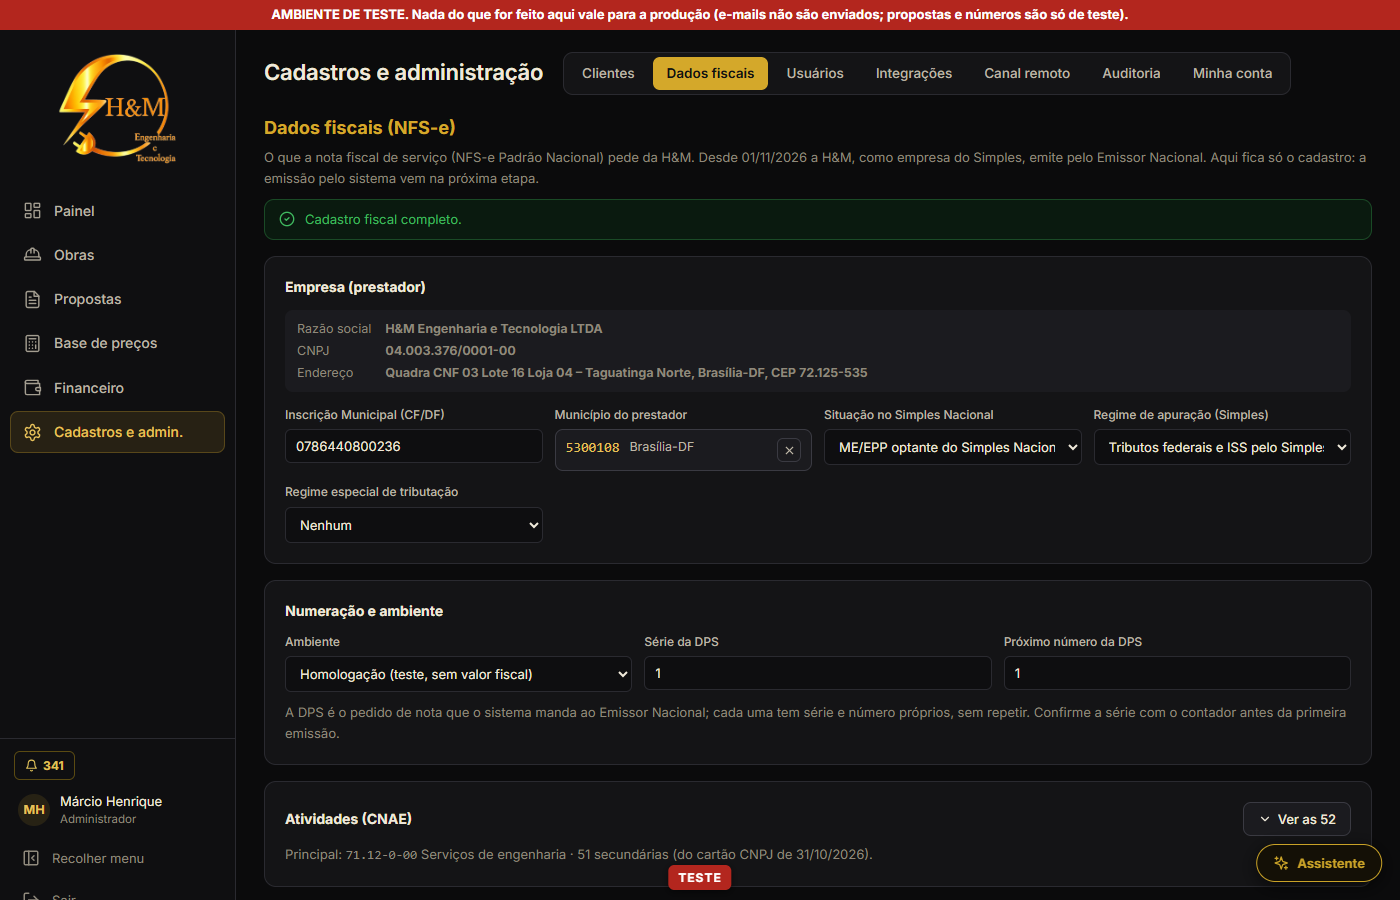 AMBIENTE DE TESTE. Nada do que for feito aqui vale para a produção (e-mails não são enviados; propostas e números são só de teste).
H&M
Engenharia
e
Tecnologia
Painel
Obras
Propostas
Base de preços
Financeiro
Cadastros e admin.
341
MH
Márcio Henrique
Administrador
Recolher menu
Sair
Cadastros e administração
Clientes
Dados fiscais
Usuários
Integrações
Canal remoto
Auditoria
Minha conta
Dados fiscais (NFS-e)
O que a nota fiscal de serviço (NFS-e Padrão Nacional) pede da H&M. Desde 01/11/2026 a H&M, como empresa do Simples, emite pelo Emissor Nacional. Aqui fica só o cadastro: a
emissão pelo sistema vem na próxima etapa.
Cadastro fiscal completo.
Empresa (prestador)
Razão social H&M Engenharia e Tecnologia LTDA
CNPJ 04.003.376/0001-00
Endereço Quadra CNF 03 Lote 16 Loja 04 – Taguatinga Norte, Brasília-DF, CEP 72.125-535
Inscrição Municipal (CF/DF)
0786440800236
Município do prestador
5300108 Brasília-DF
Situação no Simples Nacional
ME/EPP optante do Simples Nacion
Regime de apuração (Simples)
Tributos federais e ISS pelo Simple
Regime especial de tributação
Nenhum
Numeração e ambiente
Ambiente
Homologação (teste, sem valor fiscal)
Série da DPS
1
Próximo número da DPS
1
A DPS é o pedido de nota que o sistema manda ao Emissor Nacional; cada uma tem série e número próprios, sem repetir. Confirme a série com o contador antes da primeira
emissão.
Atividades (CNAE)
Ver as 52
Principal: 71.12-0-00 Serviços de engenharia · 51 secundárias (do cartão CNPJ de 31/10/2026).
Assistente
TESTE